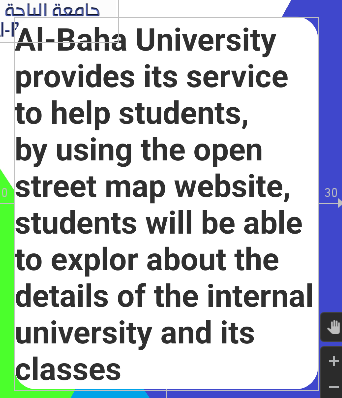 جامعة الباحة
Al-Baha University
provides its service
to help students,
by using the open
street map website,
students will be able
to explor about the
details of the internal
university and its
classes
30